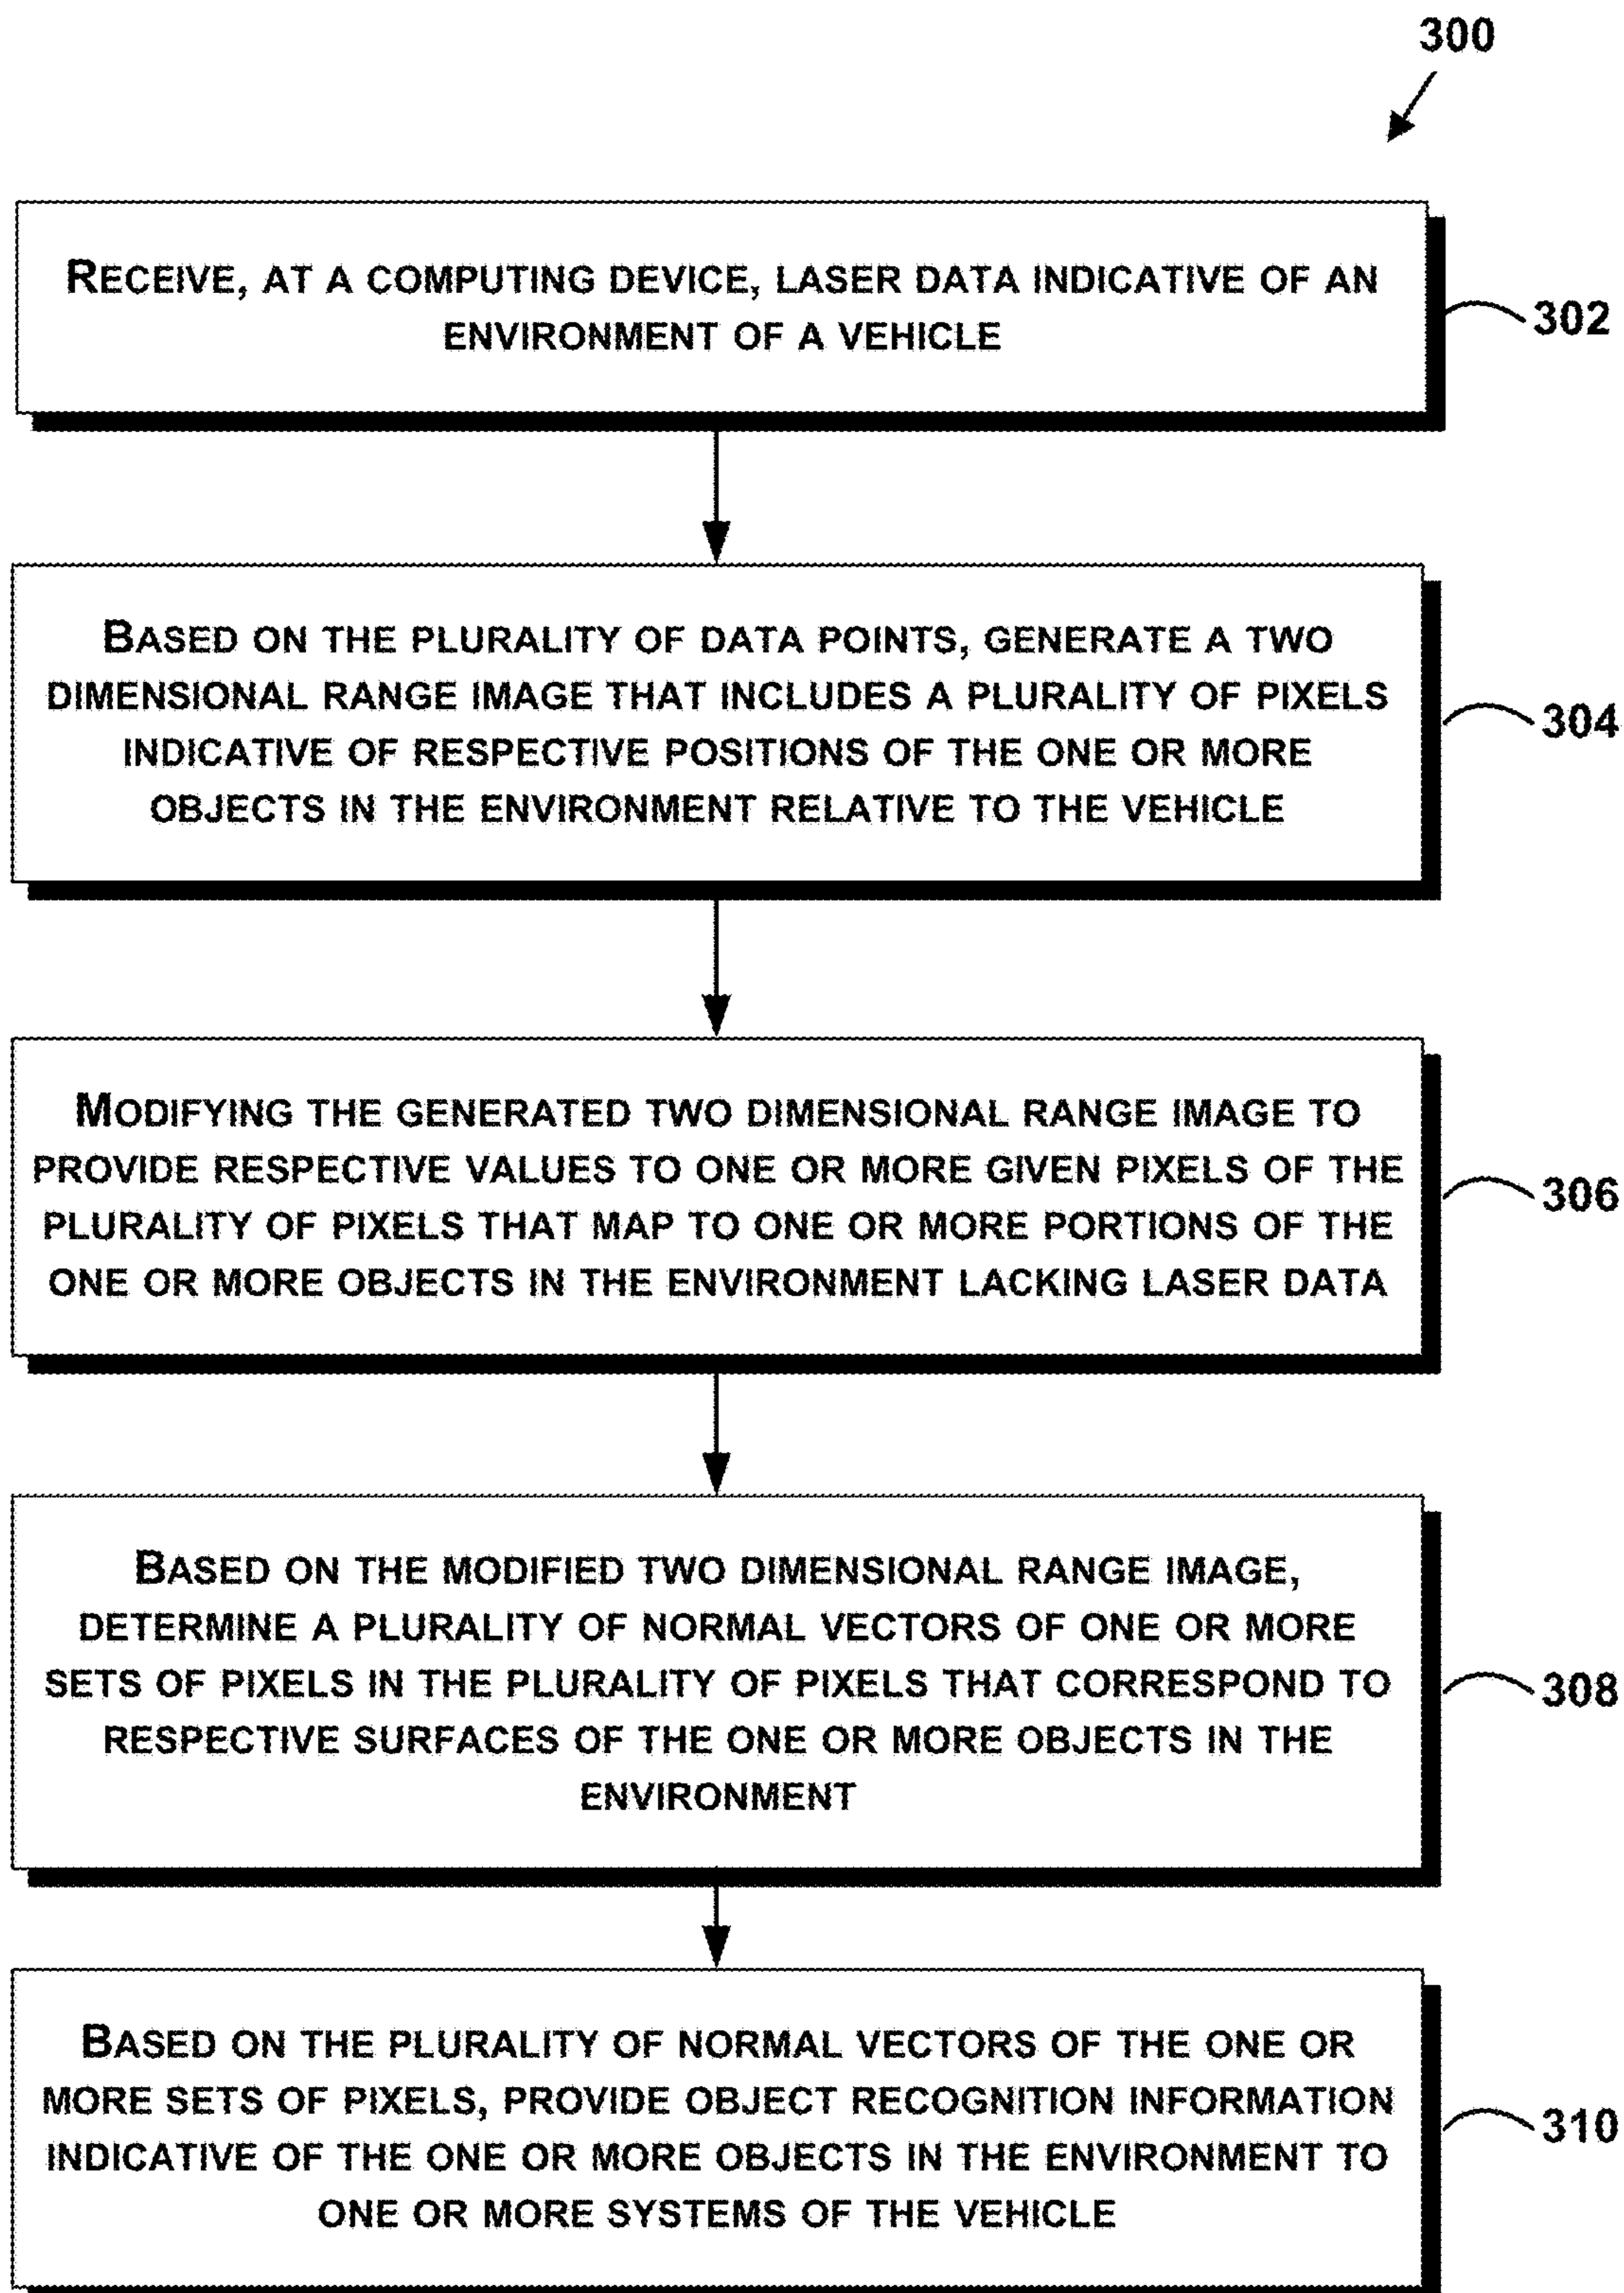 300
RECEIVE, AT A COMPUTING DEVICE, LASER DATA INDICATIVE OF AN
ENVIRONMENT OF A VEHICLE
302
BASED ON THE PLURALITY OF DATA POINTS, GENERATE A TWO
DIMENSIONAL RANGE IMAGE THAT INCLUDES A PLURALITY OF PIXELS
INDICATIVE OF RESPECTIVE POSITIONS OF THE ONE OR MORE
OBJECTS IN THE ENVIRONMENT RELATIVE TO THE VEHICLE
304
MODIFYING THE GENERATED TWO DIMENSIONAL RANGE IMAGE TO
PROVIDE RESPECTIVE VALUES TO ONE OR MORE GIVEN PIXELS OF THE
PLURALITY OF PIXELS THAT MAP TO ONE OR MORE PORTIONS OF THE
ONE OR MORE OBJECTS IN THE ENVIRONMENT LACKING LASER DATA
306
BASED ON THE MODIFIED TWO DIMENSIONAL RANGE IMAGE,
DETERMINE A PLURALITY OF NORMAL VECTORS OF ONE OR MORE
SETS OF PIXELS IN THE PLURALITY OF PIXELS THAT CORRESPOND TO
RESPECTIVE SURFACES OF THE ONE OR MORE OBJECTS IN THE
ENVIRONMENT
308
BASED ON THE PLURALITY OF NORMAL VECTORS OF THE ONE OR
MORE SETS OF PIXELS, PROVIDE OBJECT RECOGNITION INFORMATION
INDICATIVE OF THE ONE OR MORE OBJECTS IN THE ENVIRONMENT TO
ONE OR MORE SYSTEMS OF THE VEHICLE
310